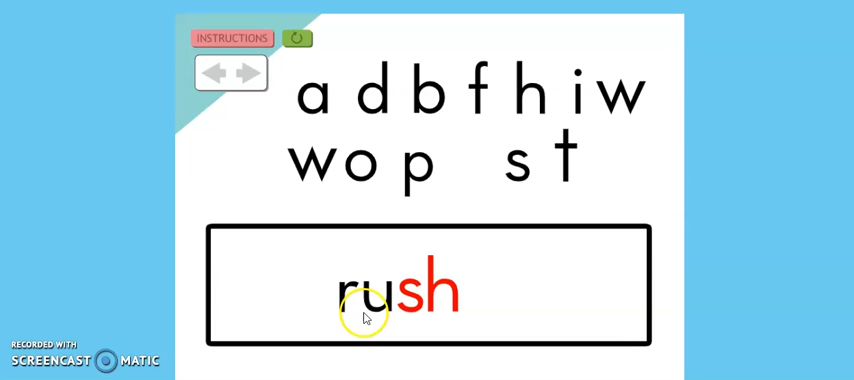 INSTRUCTIONS
a d b f h i w
w o p s t
rush
RECORDED WITH
SCREENCAST MATIC